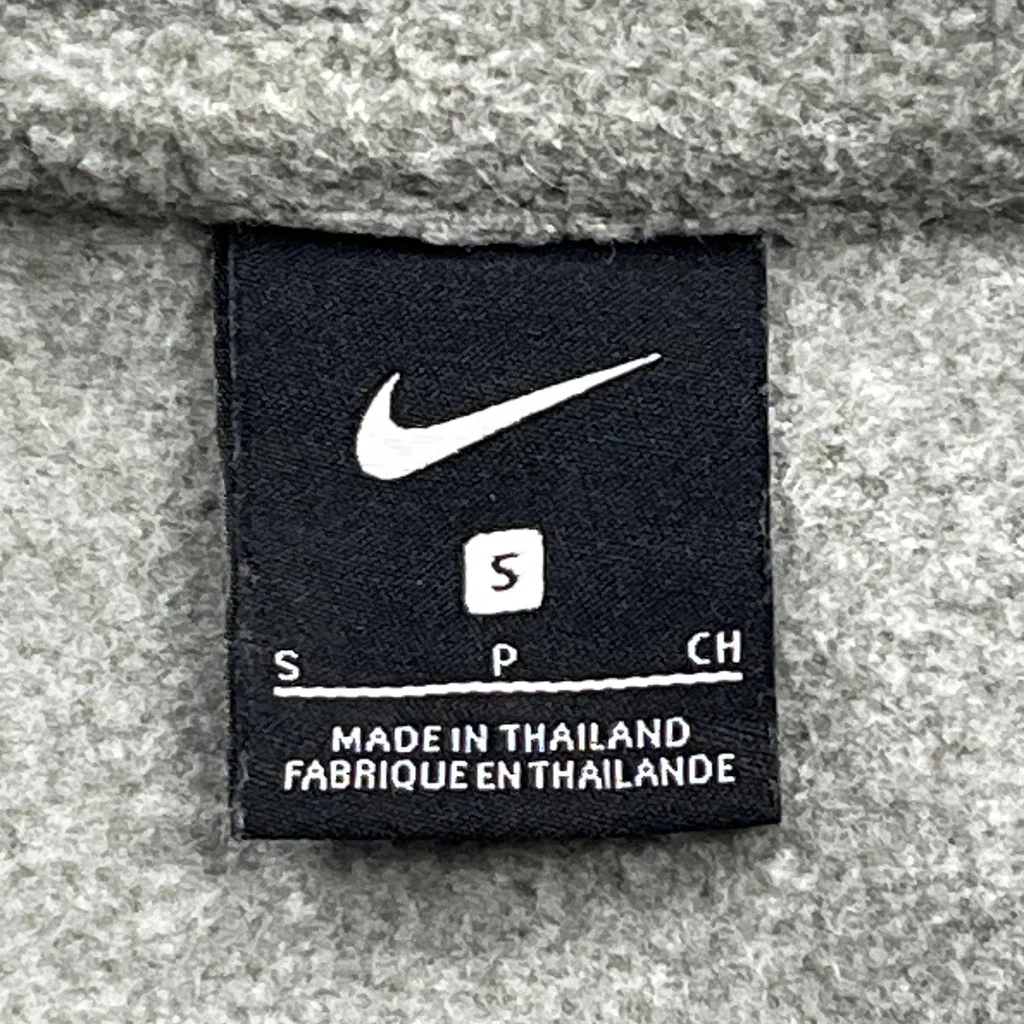 S
S P CH
MADE IN THAILAND
FABRIQUE EN THAILANDE